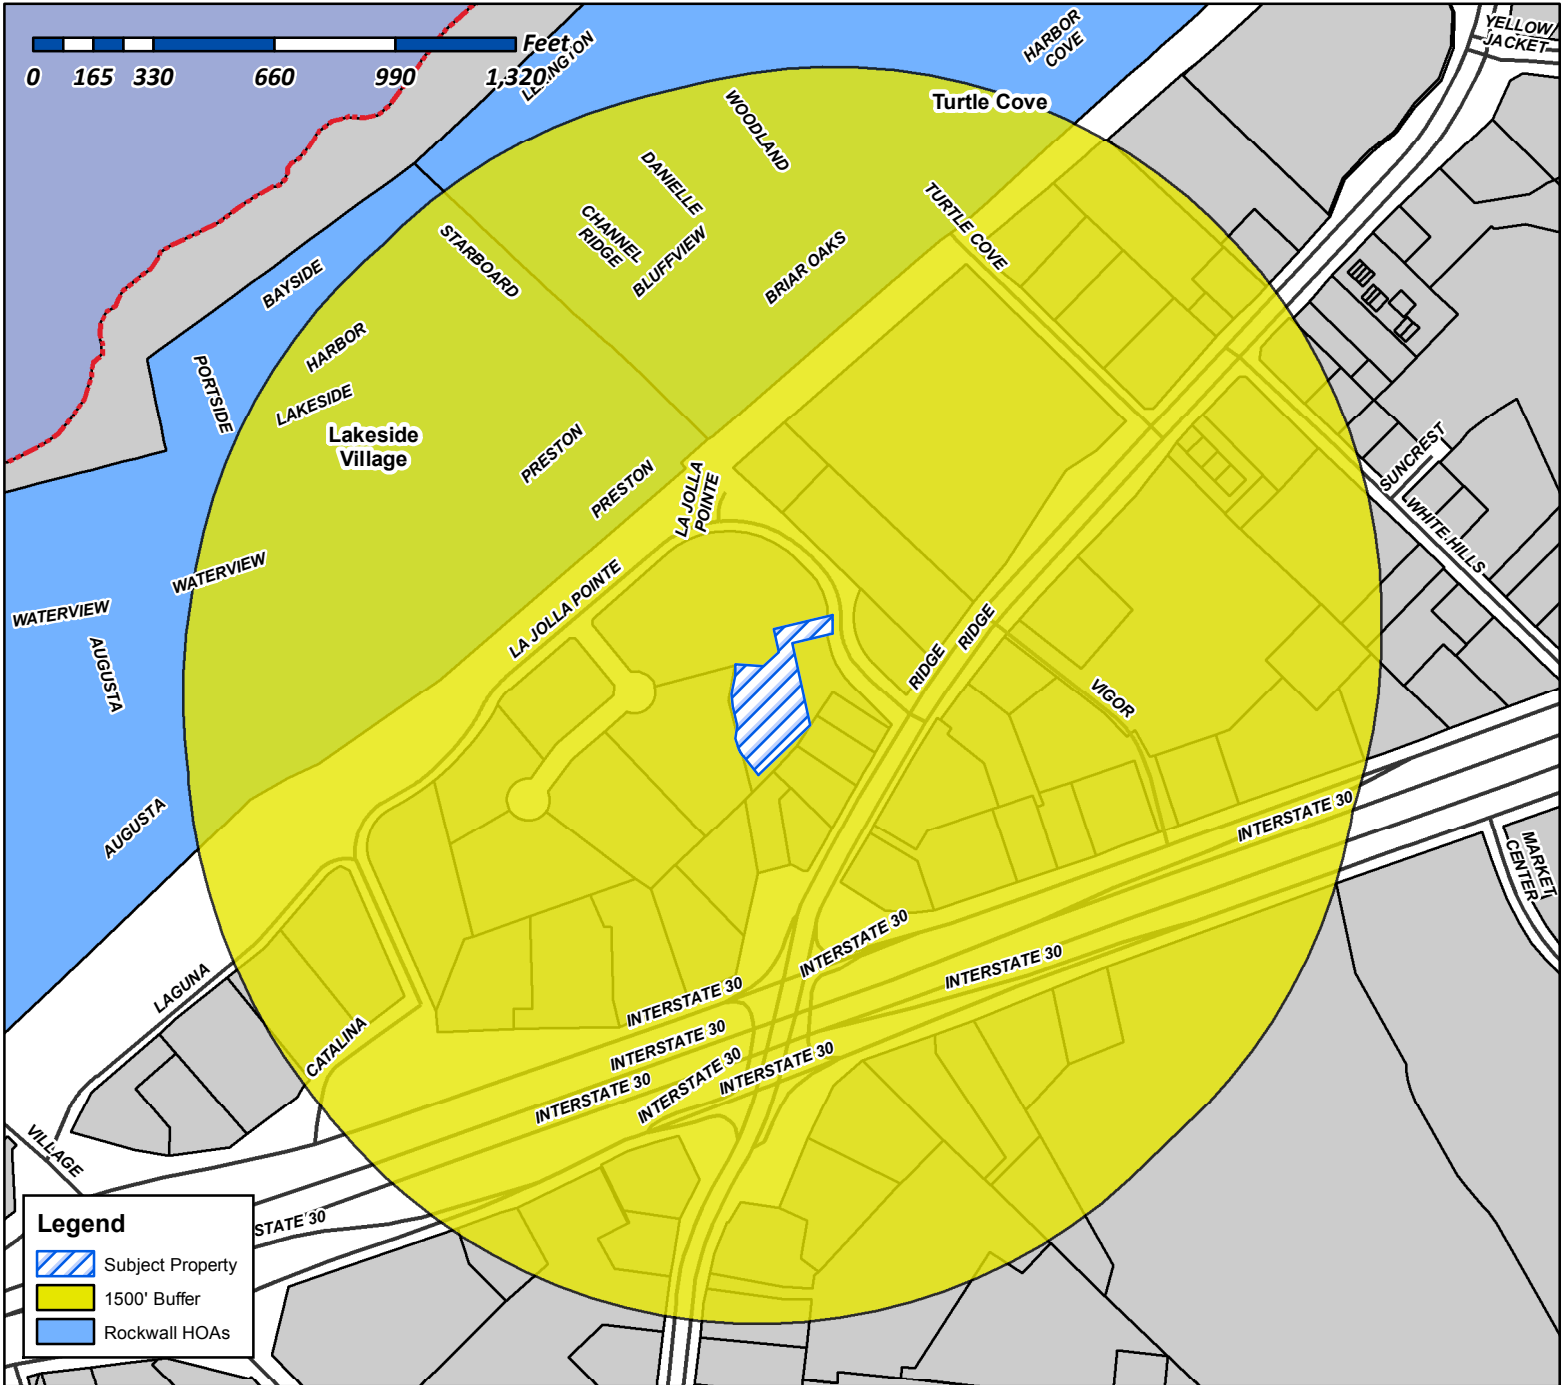 YELLOW
JACKET
HARBOR
COVE
Feet
0 165 330 660 990 1,320
LEXINGTON
Turtle Cove
WOODLAND
DANIELLE
CHANNEL
RIDGE
BLUFFVIEW
BRIAR OAKS
TURTLE COVE
STARBOARD
BAYSIDE
HARBOR
PORTSIDE
LAKESIDE
Lakeside
Village
PRESTON
PRESTON
LA JOLLA
POINTE
SUNCREST
WHITE HILLS
WATERVIEW
WATERVIEW
LA JOLLA POINTE
AUGUSTA
RIDGE
RIDGE
VIGOR
AUGUSTA
INTERSTATE 30
MARKET
CENTER
INTERSTATE 30
INTERSTATE 30
LAGUNA
INTERSTATE 30
CATALINA
INTERSTATE 30
INTERSTATE 30
INTERSTATE 30
INTERSTATE 30
VILLAGE
STATE 30
Legend
Subject Property
1500' Buffer
Rockwall HOAs